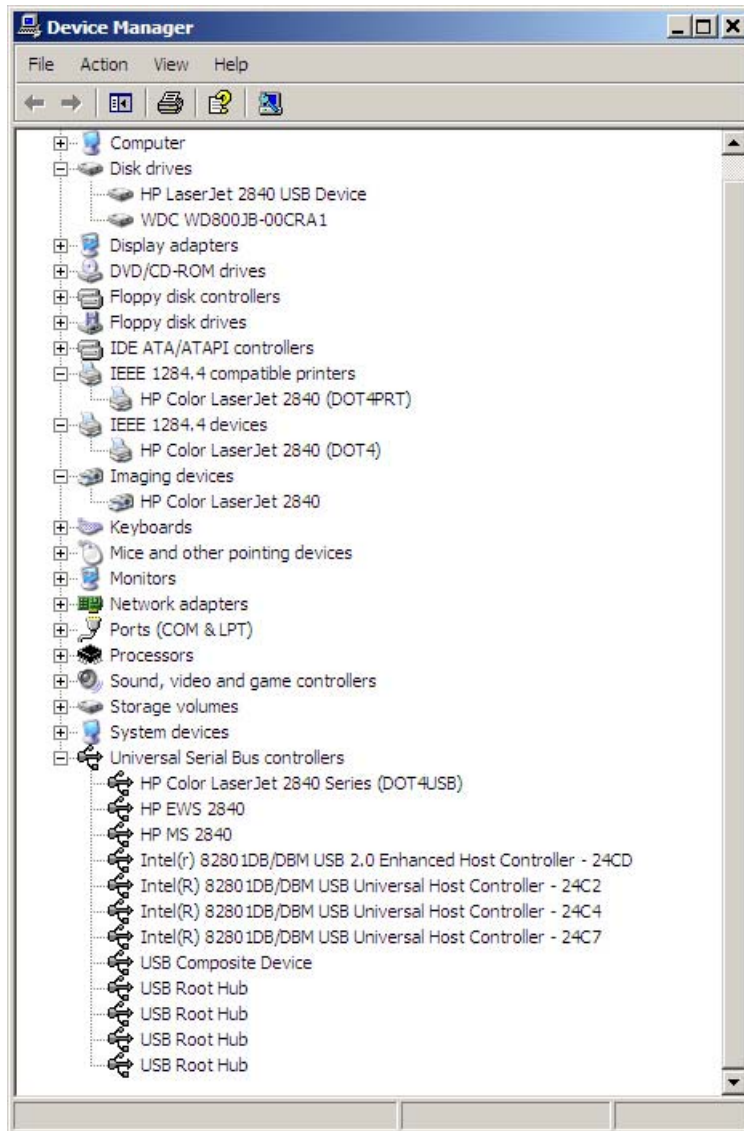 Device Manager
File Action View Help
Computer
Disk drives
HP LaserJet 2840 USB Device
WDC WD800JB-00CRA1
Display adapters
DVD/CD-ROM drives
Floppy disk controllers
Floppy disk drives
IDE ATA/ATAPI controllers
IEEE 1284.4 compatible printers
HP Color LaserJet 2840 (DOT4PRT)
IEEE 1284.4 devices
HP Color LaserJet 2840 (DOT4)
Imaging devices
HP Color LaserJet 2840
Keyboards
Mice and other pointing devices
Monitors
Network adapters
Ports (COM & LPT)
Processors
Sound, video and game controllers
Storage volumes
System devices
Universal Serial Bus controllers
HP Color LaserJet 2840 Series (DOT4USB)
HP EWS 2840
HP MS 2840
Intel(r) 82801DB/DBM USB 2.0 Enhanced Host Controller - 24CD
Intel(R) 82801DB/DBM USB Universal Host Controller - 24C2
Intel(R) 82801DB/DBM USB Universal Host Controller - 24C4
Intel(R) 82801DB/DBM USB Universal Host Controller - 24C7
USB Composite Device
USB Root Hub
USB Root Hub
USB Root Hub
USB Root Hub